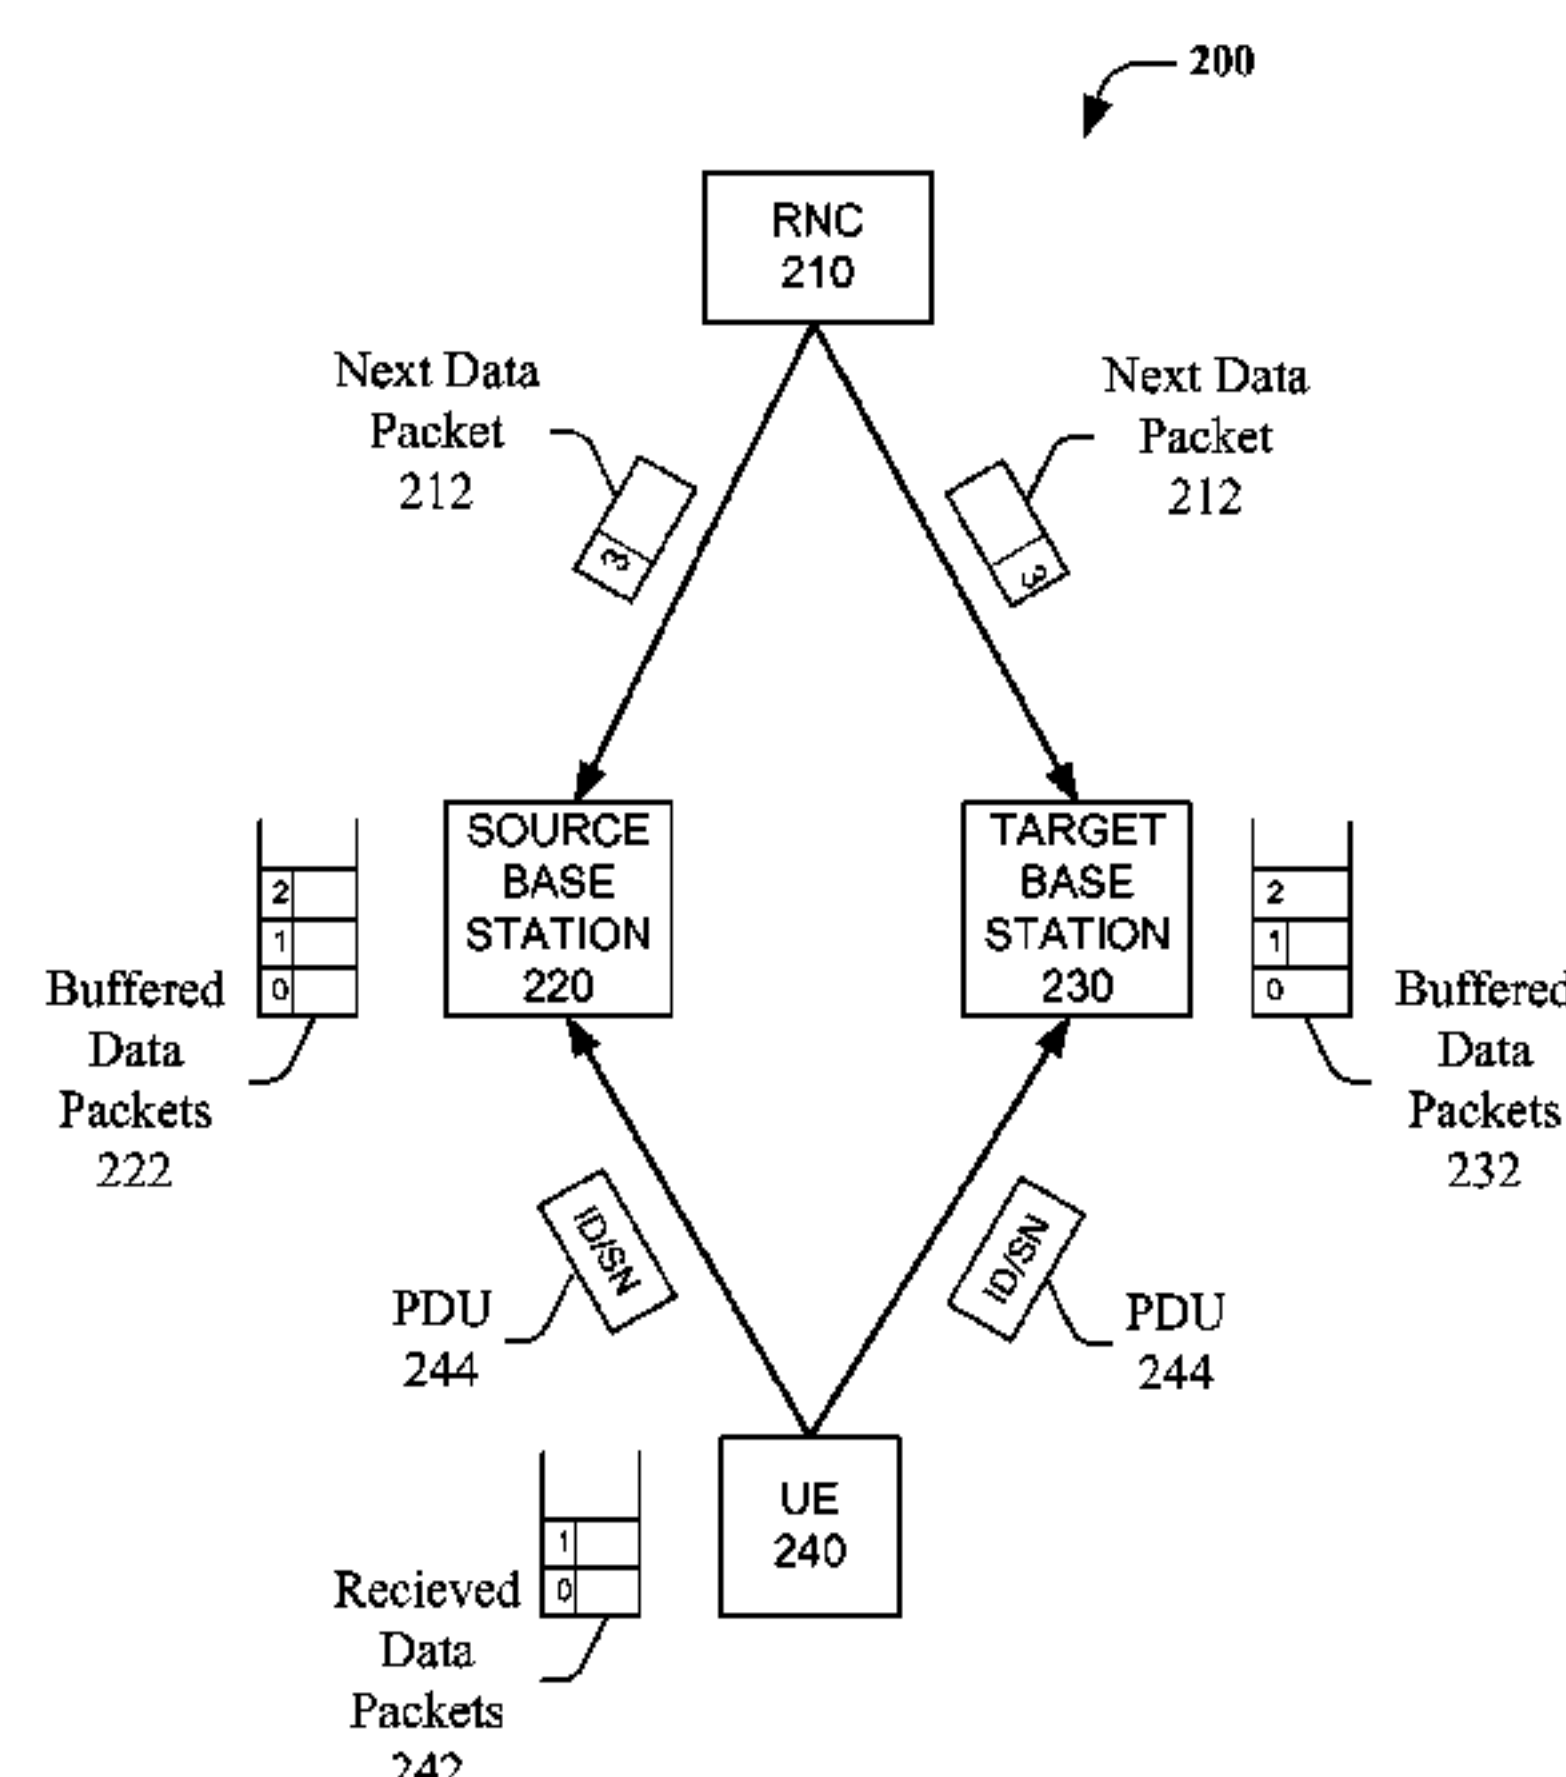 200
RNC
210
Next Data
Packet
212
Next Data
Packet
212
3
3
SOURCE
BASE
STATION
220
TARGET
BASE
STATION
230
2
1
0
Buffered
Data
Packets
222
2
1
0
Buffered
Data
Packets
232
ID/SN
PDU
244
ID/SN
PDU
244
UE
240
1
0
Recieved
Data
Packets
242